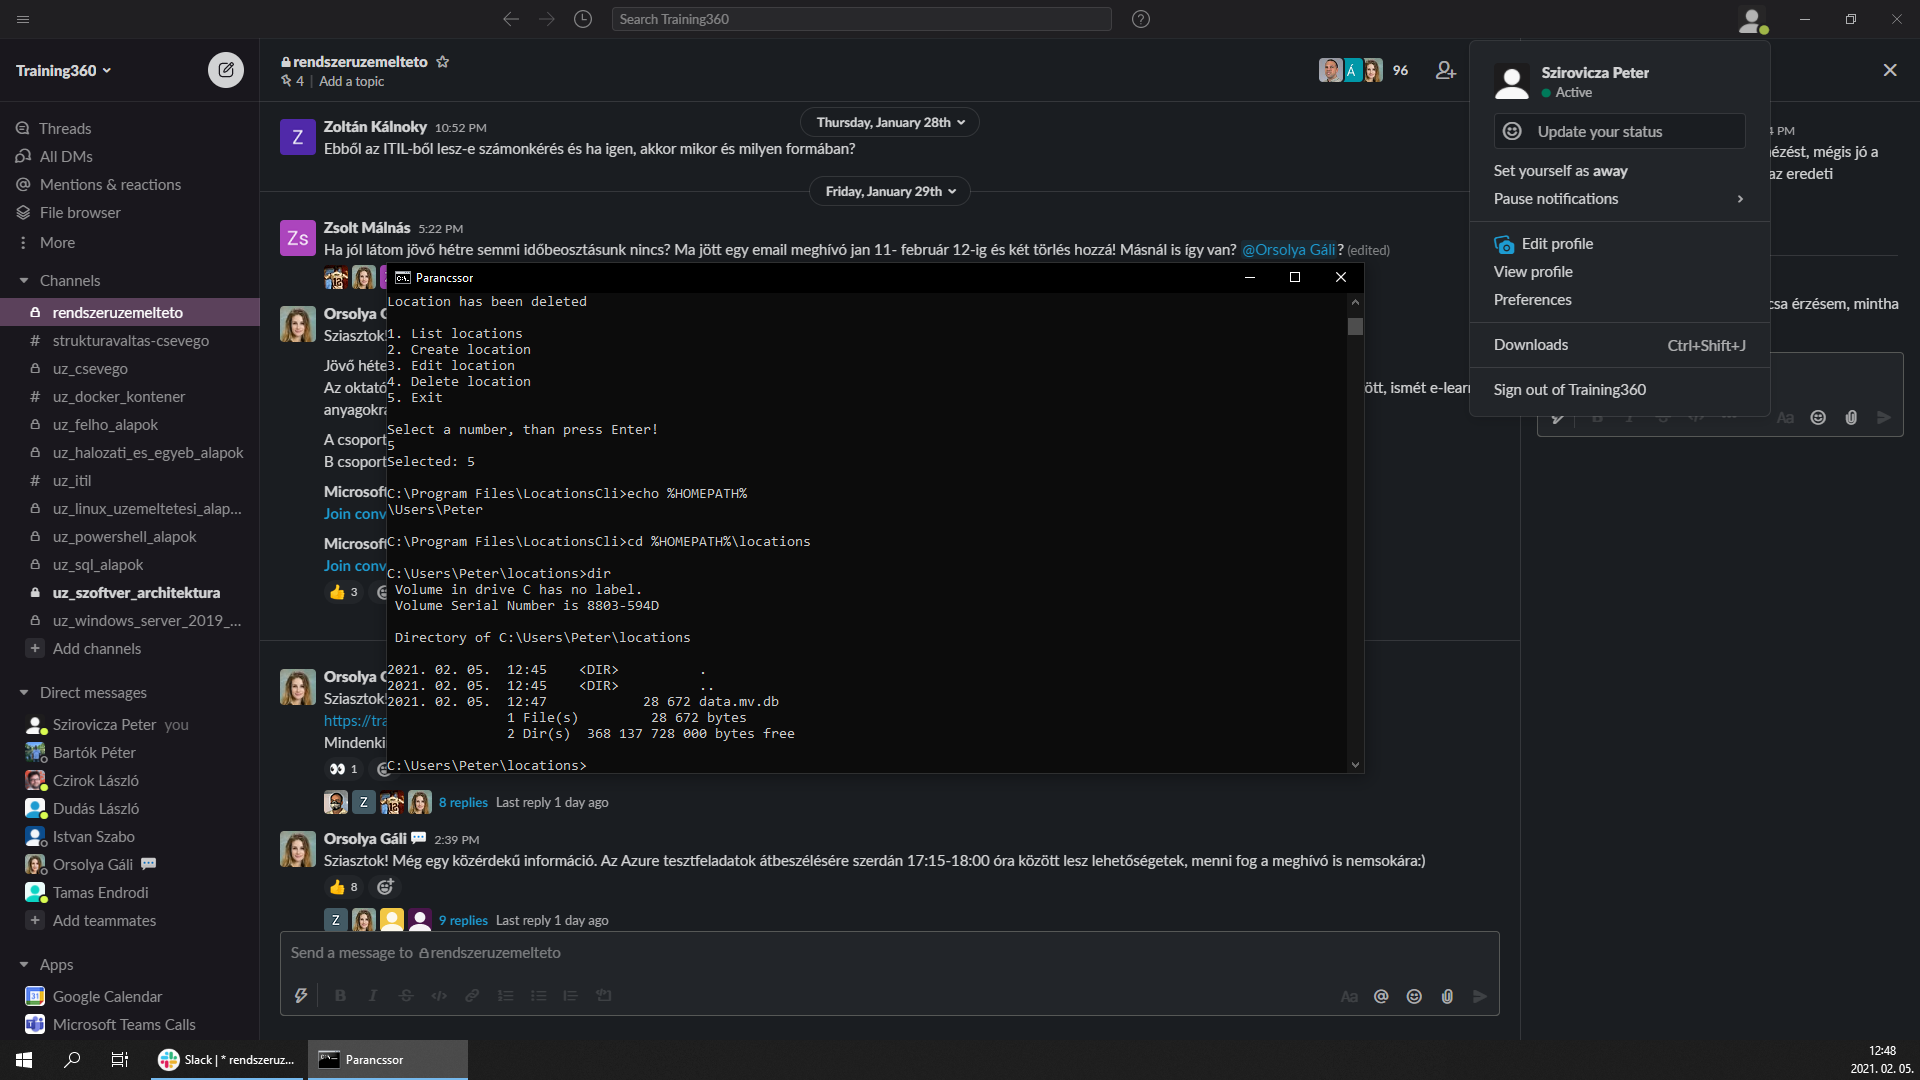 Search Training360
Training360
Threads
All DMs
Mentions & reactions
File browser
More
Channels
rendszeruzemelteto
strukturavaltas-csevego
uz_csevego
uz_docker_kontener
uz_felho_alapok
uz_halozati_es_egyeb_alapok
uz_itil
uz_linux_uzemeltetesi_alap...
uz_powershell_alapok
uz_sql_alapok
uz_szoftver_architektura
uz_windows_server_2019_...
Add channels
Direct messages
Szirovicza Peter you
Bartók Péter
Czirok László
Dudás László
Istvan Szabo
Orsolya Gáli
Tamas Endrodi
Add teammates
Apps
Google Calendar
Microsoft Teams Calls
rendszeruzemelteto
4 | Add a topic
Á
96
Thursday, January 28th
Z
Zoltán Kálnoky 10:52 PM
Ebből az ITIL-ből lesz-e számonkérés és ha igen, akkor mikor és milyen formában?
Friday, January 29th
Zs
Zsolt Málnás 5:22 PM
Ha jól látom jövő hétre semmi időbeosztásunk nincs? Ma jött egy email meghívó jan 11- február 12-ig és két törlés hozzá! Másnál is így van? @Orsolya Gáli ? (edited)
Orsolya
Sziasztok
Jövő héte
Az oktató
ött, ismét e-learn
anyagokra
A csoport
B csoport
Microsoft
Join conv
Microsoft
Join conv
3
Parancssor
Location has been deleted
1. List locations
2. Create location
3. Edit location
4. Delete location
5. Exit
Select a number, than press Enter!
5
Selected: 5
C:\Program Files\LocationsCli>echo %HOMEPATH%
\Users\Peter
C:\Program Files\LocationsCli>cd %HOMEPATH%\locations
C:\Users\Peter\locations>dir
Volume in drive C has no label.
Volume Serial Number is 8803-594D
Directory of C:\Users\Peter\locations
2021. 02. 05. 12:45 <DIR> .
2021. 02. 05. 12:45 <DIR> ..
2021. 02. 05. 12:47 28 672 data.mv.db
1 File(s) 28 672 bytes
2 Dir(s) 368 137 728 000 bytes free
C:\Users\Peter\locations>
Orsolya
Sziasztok
https://tra
Mindenki
1
Z
8 replies Last reply 1 day ago
Orsolya Gáli 2:39 PM
Sziasztok! Még egy közérdekű információ. Az Azure tesztfeladatok átbeszélésére szerdán 17:15-18:00 óra között lesz lehetőségetek, menni fog a meghívó is nemsokára:)
8
Z
9 replies Last reply 1 day ago
Send a message to rendszeruzemelteto
B I S </>
Aa @
Szirovicza Peter
Active
Update your status
Set yourself as away
Pause notifications
Edit profile
View profile
Preferences
Downloads Ctrl+Shift+J
Sign out of Training360
4 PM
nézést, mégis jó a
az eredeti
csa érzésem, mintha
Aa
Slack | * rendszeruz...
Parancssor
12:48
2021. 02. 05.